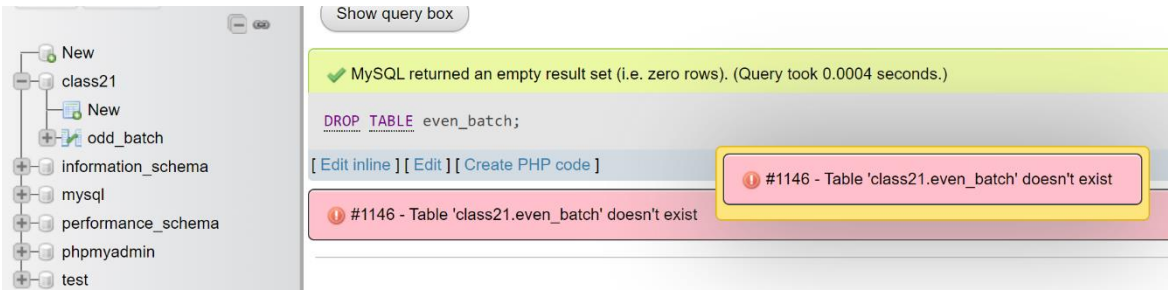 Show query box
New
class21
New
odd_batch
information_schema
mysql
performance_schema
phpmyadmin
test
MySQL returned an empty result set (i.e. zero rows). (Query took 0.0004 seconds.)
DROP TABLE even_batch;
[ Edit inline ] [ Edit ] [ Create PHP code ]
#1146 - Table 'class21.even_batch' doesn't exist
#1146 - Table 'class21.even_batch' doesn't exist